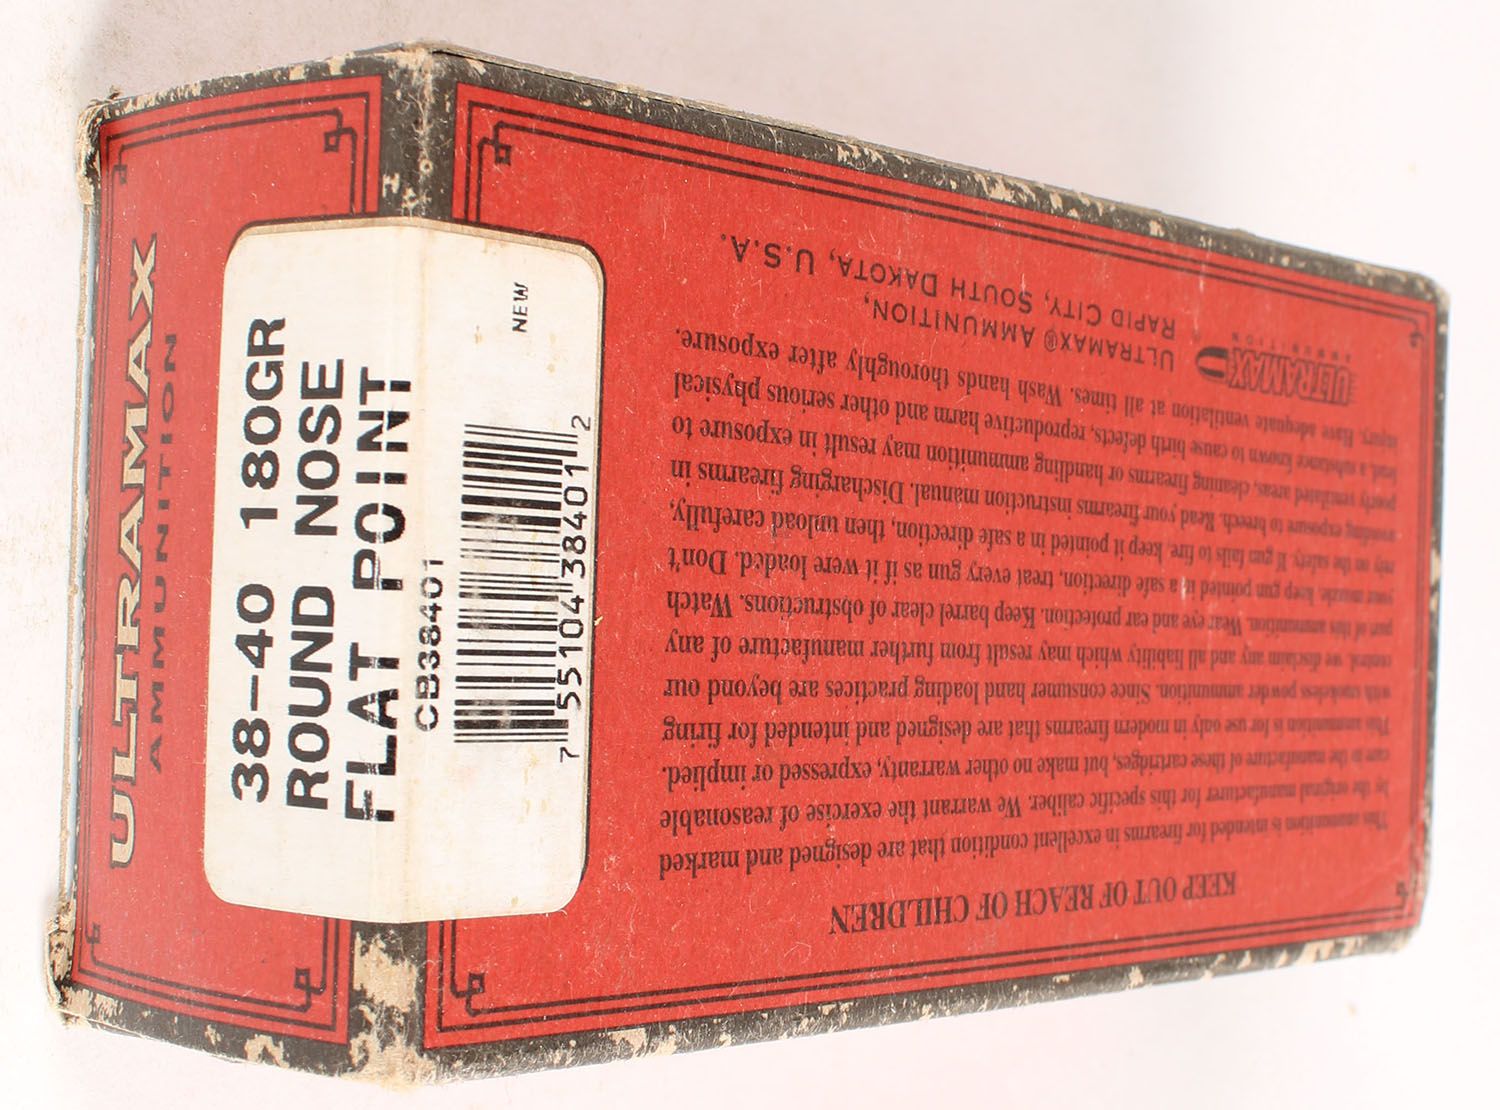 ULTRAMAX
AMMUNITION
38-40 180GR
ROUND NOSE
FLAT POINT
CB38401
NEW
7 55104 38401 2
KEEP OUT OF REACH OF CHILDREN
This ammunition is intended for firearms in excellent condition that are designed and marked
by the original manufacturer for this specific caliber. We warrant the exercise of reasonable
care in the manufacture of these cartridges, but make no other warranty, expressed or implied.
This ammunition is for use only in modern firearms that are designed and intended for firing
with smokeless powder ammunition. Since consumer hand loading practices are beyond our
control, we disclaim any and all liability which may result from further manufacture of any
part of this ammunition. Wear eye and ear protection. Keep barrel clear of obstructions. Watch
your muzzle, keep gun pointed in a safe direction, treat every gun as if it were loaded. Don't
rely on the safety. If gun fails to fire, keep it pointed in a safe direction, then unload carefully,
avoiding exposure to breech. Read your firearms instruction manual. Discharging firearms in
poorly ventilated areas, cleaning firearms or handling ammunition may result in exposure to
lead, a substance known to cause birth defects, reproductive harm and other serious physical
injury. Have adequate ventilation at all times. Wash hands thoroughly after exposure.
ULTRAMAX
AMMUNITION
ULTRAMAX® AMMUNITION,
RAPID CITY, SOUTH DAKOTA, U.S.A.